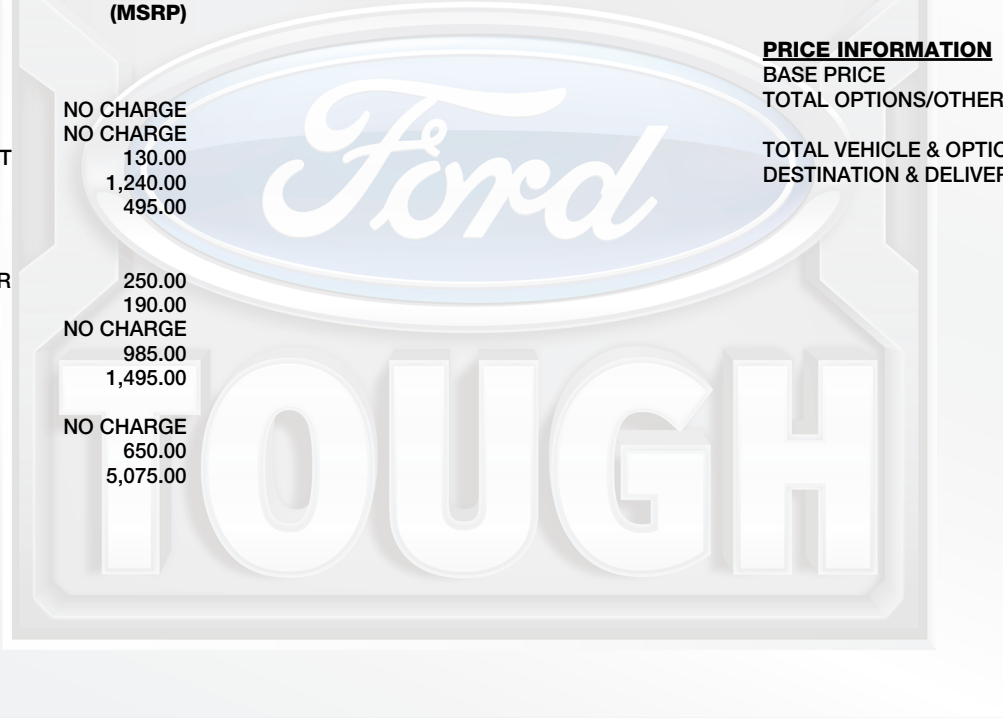 (MSRP)
NO CHARGE
NO CHARGE
T 130.00
1,240.00
495.00
R 250.00
190.00
NO CHARGE
985.00
1,495.00
NO CHARGE
650.00
5,075.00
PRICE INFORMATION
BASE PRICE
TOTAL OPTIONS/OTHER
TOTAL VEHICLE & OPTIO
DESTINATION & DELIVER
Ford
TOUGH